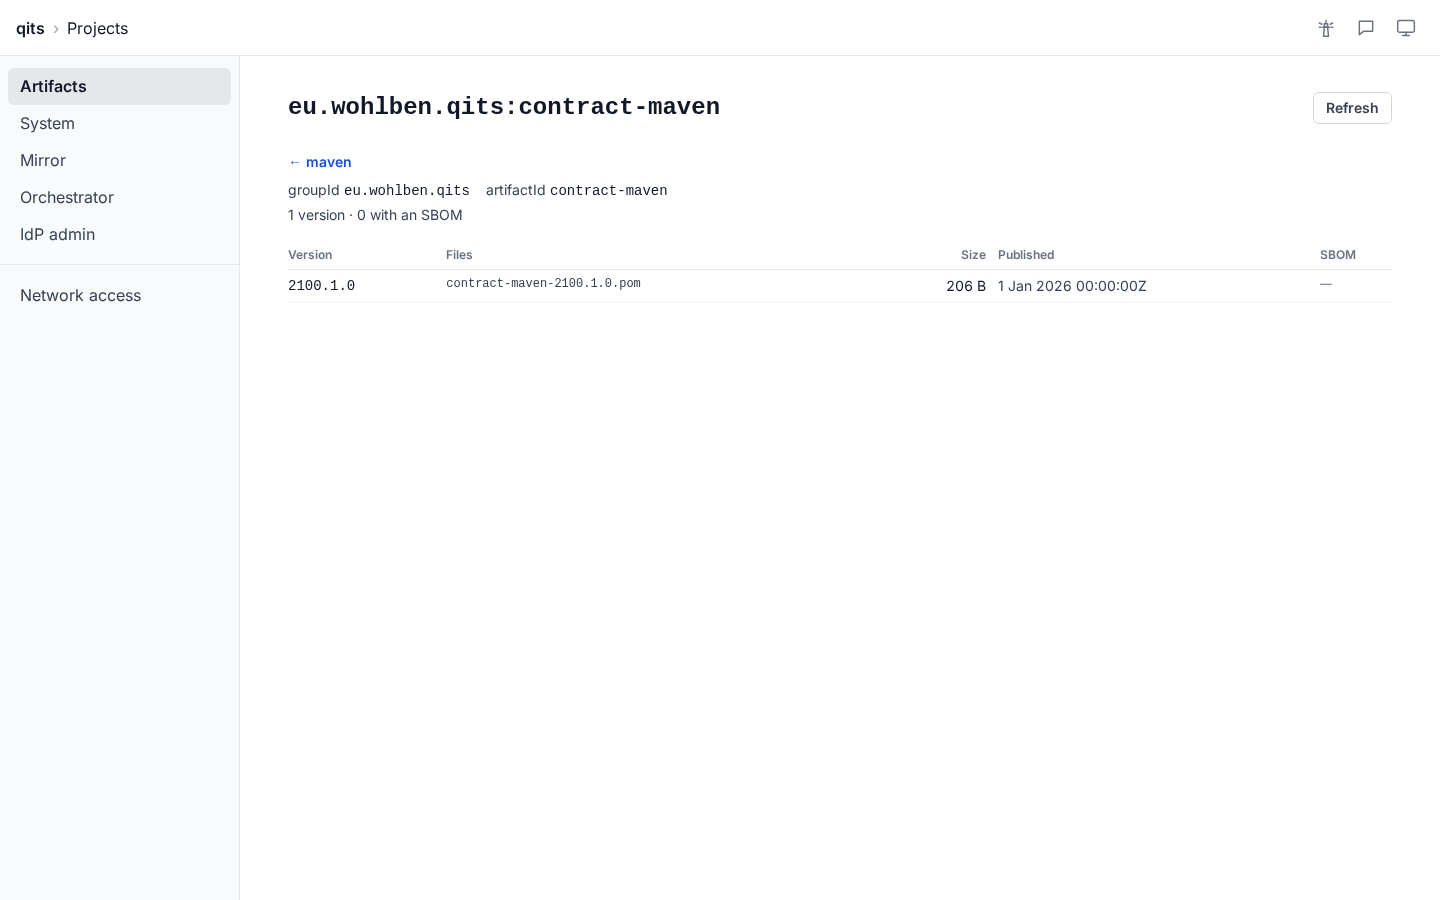 qits › Projects
Artifacts
System
Mirror
Orchestrator
IdP admin
Network access
eu.wohlben.qits:contract-maven
Refresh
← maven
groupId eu.wohlben.qits artifactId contract-maven
1 version · 0 with an SBOM
Version Files Size Published SBOM
2100.1.0 contract-maven-2100.1.0.pom 206 B 1 Jan 2026 00:00:00Z —